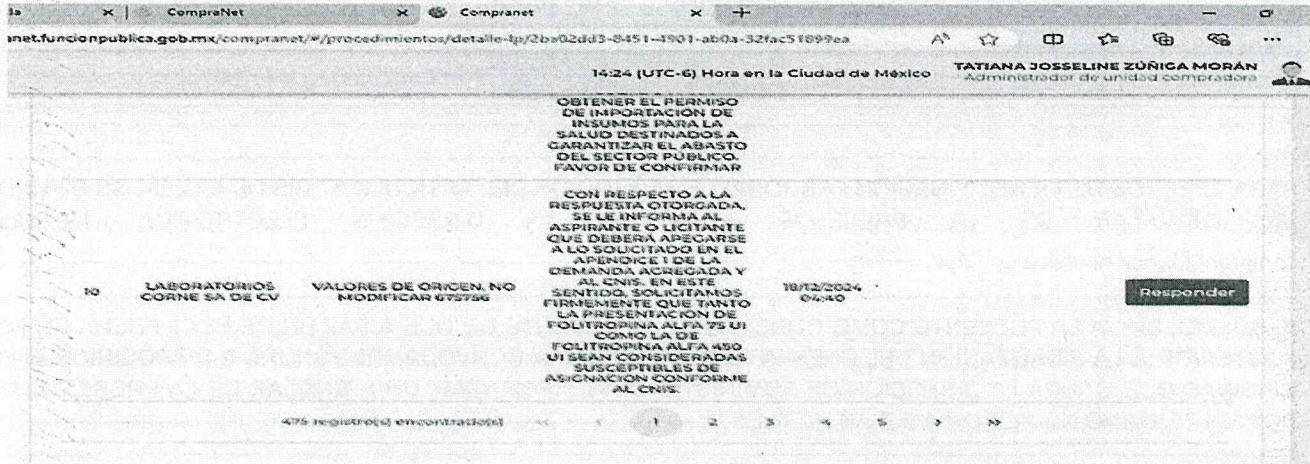 CompraNet
Compranet
anet.funcionpublica.gob.mx/compranet/#/procedimientos/detalle-lp/2ba02dd3-8451-4901-ab0a-32fac51899ea
14:24 (UTC-6) Hora en la Ciudad de México
TATIANA JOSSELINE ZÚÑIGA MORÁN
Administrador de unidad compradora
OBTENER EL PERMISO
DE IMPORTACIÓN DE
INSUMOS PARA LA
SALUD DESTINADOS A
GARANTIZAR EL ABASTO
DEL SECTOR PÚBLICO.
FAVOR DE CONFIRMAR
10
LABORATORIOS
CORNE SA DE CV
VALORES DE ORIGEN, NO
MODIFICAR 675756
CON RESPECTO A LA
RESPUESTA OTORGADA,
SE LE INFORMA AL
ASPIRANTE O LICITANTE
QUE DEBERÁ APEGARSE
A LO SOLICITADO EN EL
APENDICE 1 DE LA
DEMANDA AGREGADA Y
AL CNIS. EN ESTE
SENTIDO, SOLICITAMOS
FIRMEMENTE QUE TANTO
LA PRESENTACIÓN DE
FOLITROPINA ALFA 75 UI
COMO LA DE
FOLITROPINA ALFA 450
UI SEAN CONSIDERADAS
SUSCEPTIBLES DE
ASIGNACIÓN CONFORME
AL CNIS.
18/12/2024
04:40
Responder
475 registro(s) encontrado(s) « ‹ 1 2 3 4 5 › »